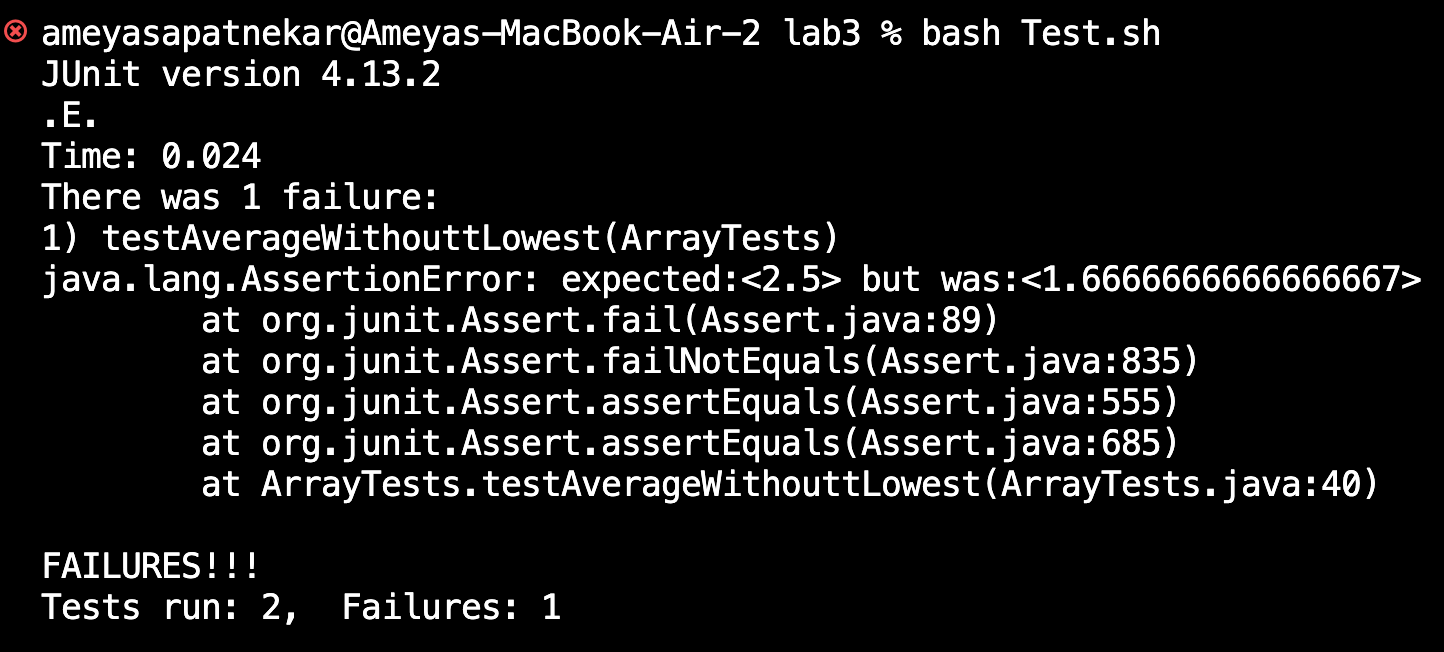 ameyasapatnekar@Ameyas-MacBook-Air-2 lab3 % bash Test.sh
JUnit version 4.13.2
.E.
Time: 0.024
There was 1 failure:
1) testAverageWithouttLowest(ArrayTests)
java.lang.AssertionError: expected:<2.5> but was:<1.6666666666666667>
        at org.junit.Assert.fail(Assert.java:89)
        at org.junit.Assert.failNotEquals(Assert.java:835)
        at org.junit.Assert.assertEquals(Assert.java:555)
        at org.junit.Assert.assertEquals(Assert.java:685)
        at ArrayTests.testAverageWithouttLowest(ArrayTests.java:40)

FAILURES!!!
Tests run: 2,  Failures: 1